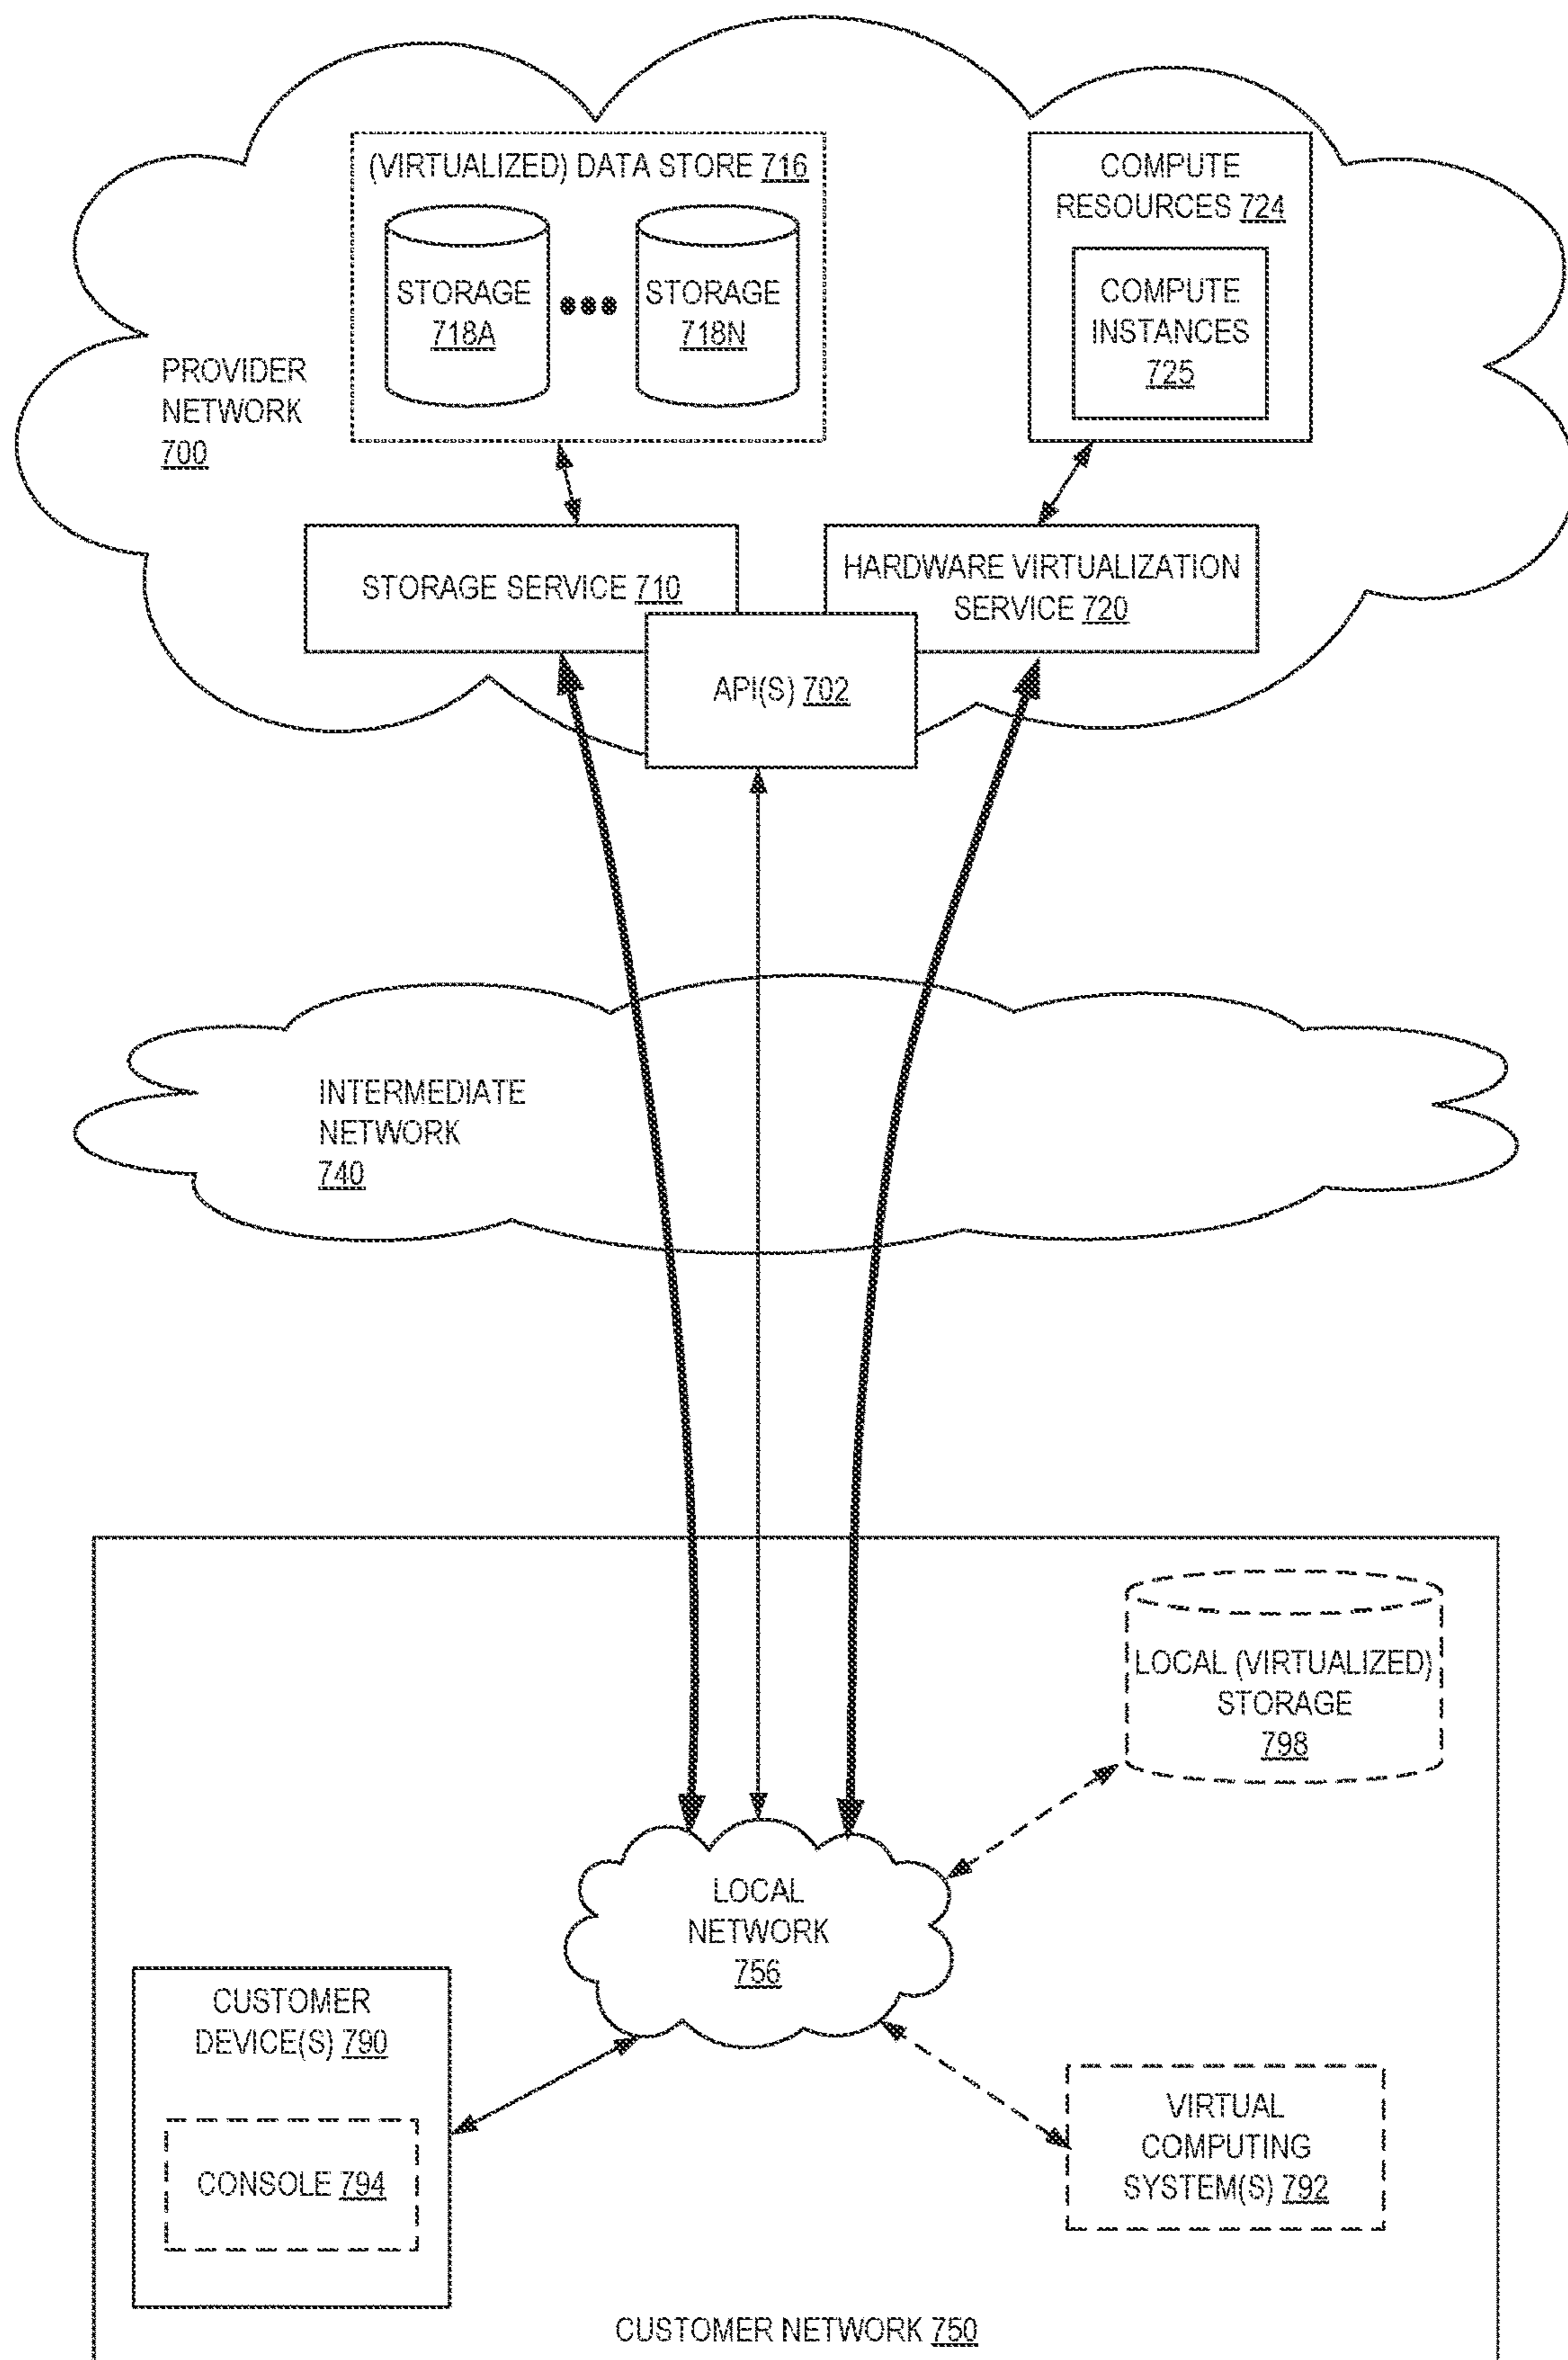 (VIRTUALIZED) DATA STORE 716
STORAGE
718A
STORAGE
718N
COMPUTE
RESOURCES 724
COMPUTE
INSTANCES
725
PROVIDER
NETWORK
700
STORAGE SERVICE 710
HARDWARE VIRTUALIZATION
SERVICE 720
API(S) 702
INTERMEDIATE
NETWORK
740
LOCAL (VIRTUALIZED)
STORAGE
798
LOCAL
NETWORK
756
CUSTOMER
DEVICE(S) 790
CONSOLE 794
VIRTUAL
COMPUTING
SYSTEM(S) 792
CUSTOMER NETWORK 750